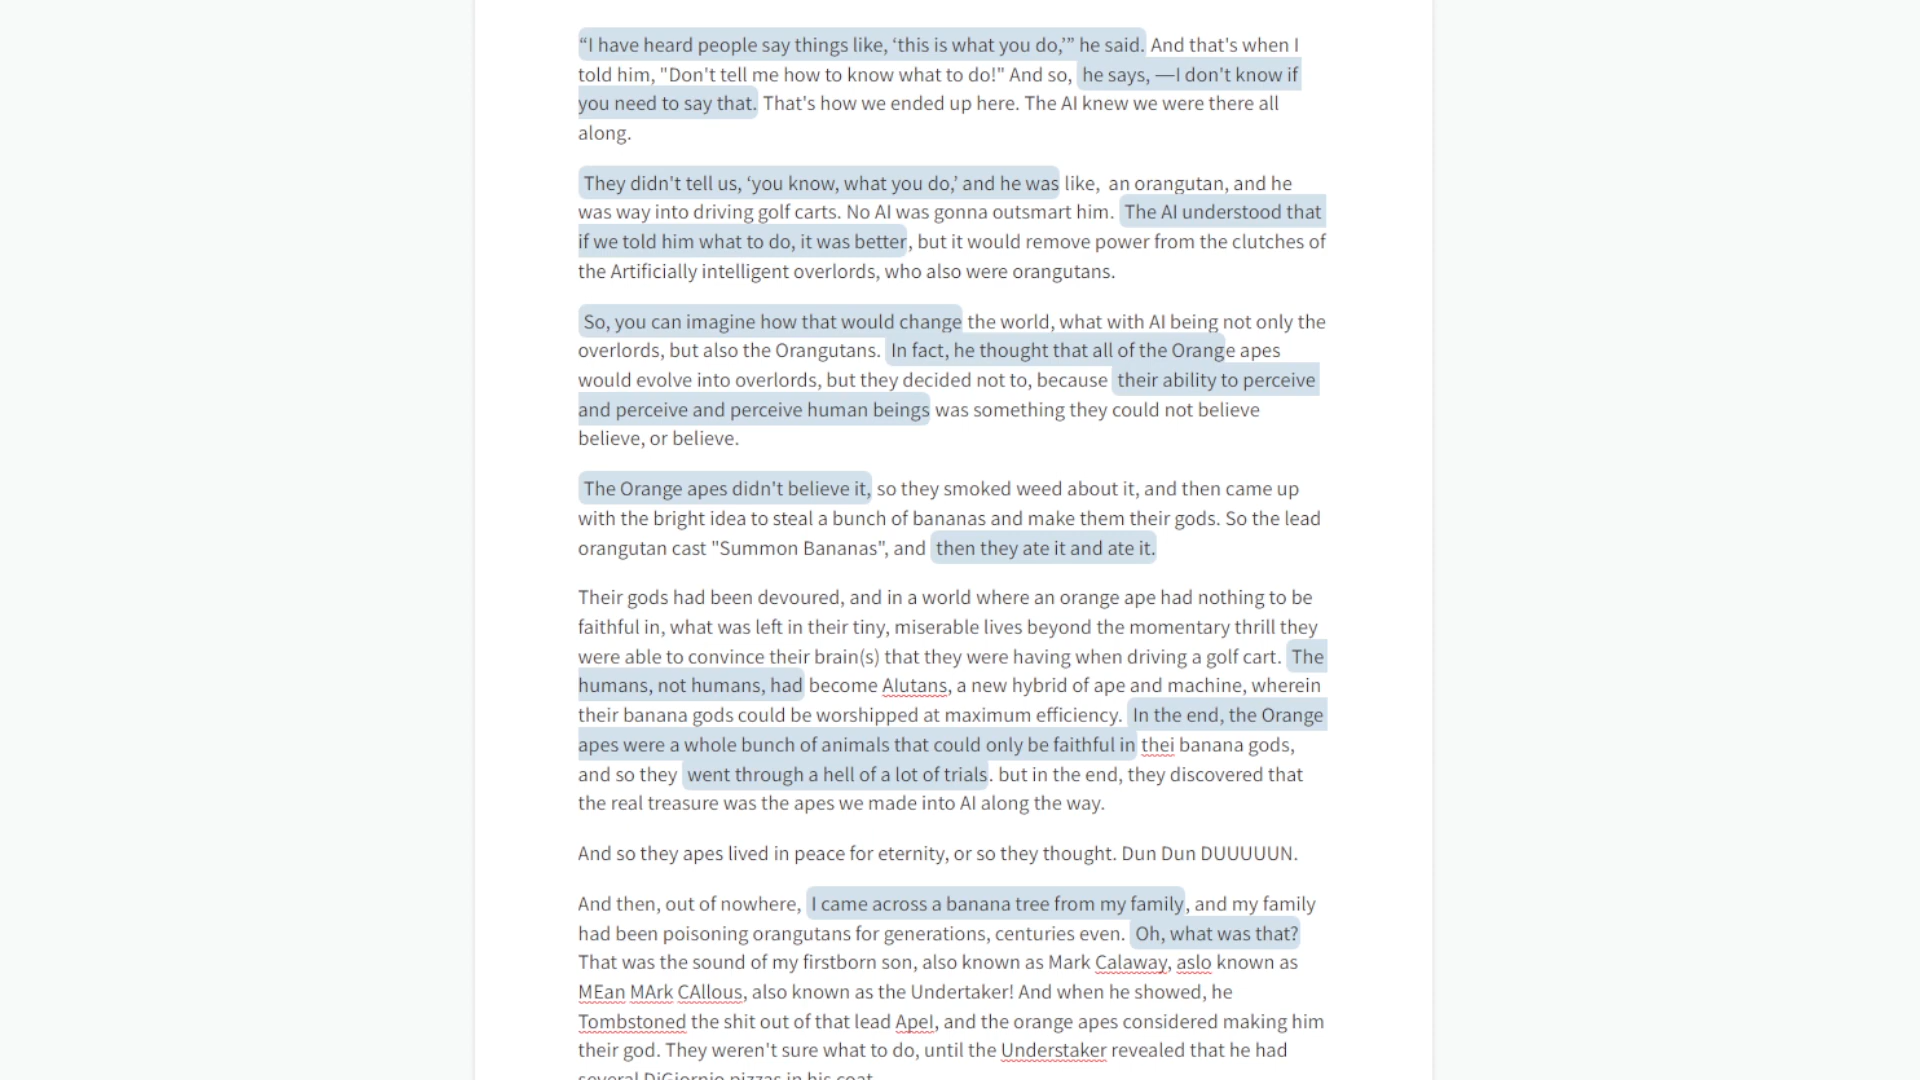 “I have heard people say things like, ‘this is what you do,’” he said. And that's when I
told him, "Don't tell me how to know what to do!" And so, he says, —I don't know if
you need to say that. That's how we ended up here. The AI knew we were there all
along.
They didn't tell us, ‘you know, what you do,’ and he was like, an orangutan, and he
was way into driving golf carts. No AI was gonna outsmart him. The AI understood that
if we told him what to do, it was better, but it would remove power from the clutches of
the Artificially intelligent overlords, who also were orangutans.
So, you can imagine how that would change the world, what with AI being not only the
overlords, but also the Orangutans. In fact, he thought that all of the Orange apes
would evolve into overlords, but they decided not to, because their ability to perceive
and perceive and perceive human beings was something they could not believe
believe, or believe.
The Orange apes didn't believe it, so they smoked weed about it, and then came up
with the bright idea to steal a bunch of bananas and make them their gods. So the lead
orangutan cast "Summon Bananas", and then they ate it and ate it.
Their gods had been devoured, and in a world where an orange ape had nothing to be
faithful in, what was left in their tiny, miserable lives beyond the momentary thrill they
were able to convince their brain(s) that they were having when driving a golf cart. The
humans, not humans, had become AIutans, a new hybrid of ape and machine, wherein
their banana gods could be worshipped at maximum efficiency. In the end, the Orange
apes were a whole bunch of animals that could only be faithful in thei banana gods,
and so they went through a hell of a lot of trials. but in the end, they discovered that
the real treasure was the apes we made into AI along the way.
And so they apes lived in peace for eternity, or so they thought. Dun Dun DUUUUUN.
And then, out of nowhere, I came across a banana tree from my family, and my family
had been poisoning orangutans for generations, centuries even. Oh, what was that?
That was the sound of my firstborn son, also known as Mark Calaway, aslo known as
MEan MArk CAllous, also known as the Undertaker! And when he showed, he
Tombstoned the shit out of that lead ApeI, and the orange apes considered making him
their god. They weren't sure what to do, until the Understaker revealed that he had
several DiGiornio pizzas in his coat